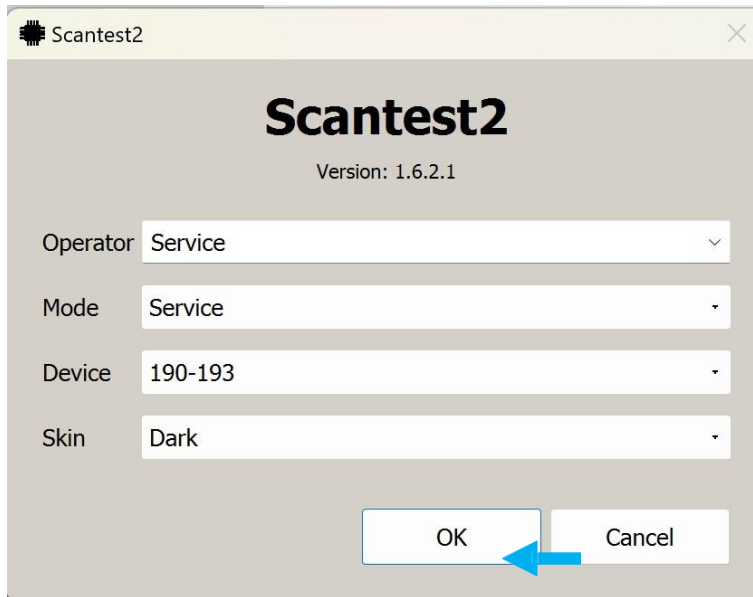 Scantest2
Scantest2
Version: 1.6.2.1
Operator Service
Mode Service
Device 190-193
Skin Dark
OK Cancel